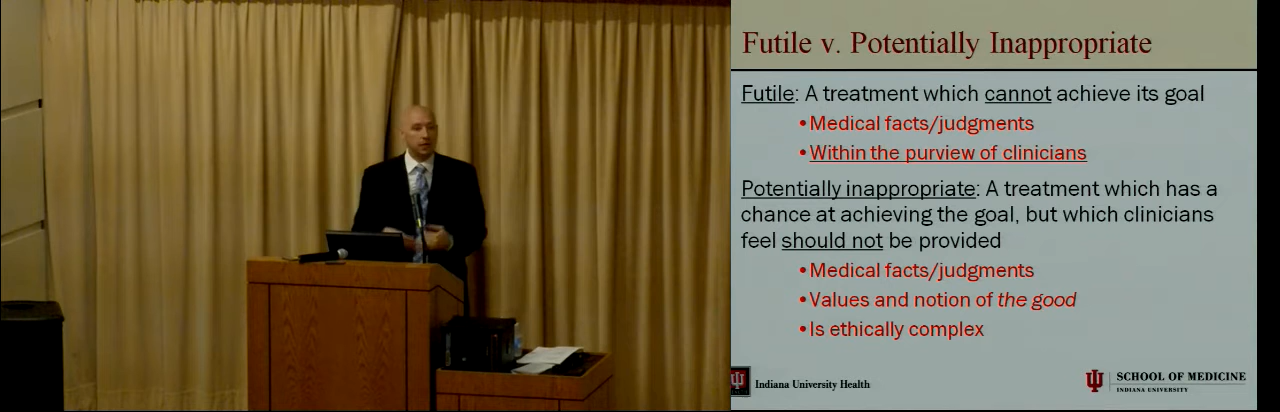 Futile v. Potentially Inappropriate
Futile: A treatment which cannot achieve its goal
•Medical facts/judgments
•Within the purview of clinicians
Potentially inappropriate: A treatment which has a
chance at achieving the goal, but which clinicians
feel should not be provided
•Medical facts/judgments
•Values and notion of the good
•Is ethically complex
Indiana University Health
SCHOOL OF MEDICINE
INDIANA UNIVERSITY